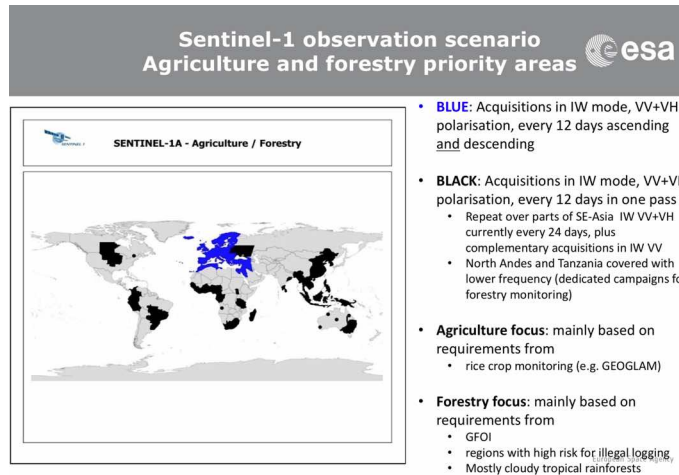 Sentinel-1 observation scenario
Agriculture and forestry priority areas
esa
SENTINEL-1A - Agriculture / Forestry
• BLUE: Acquisitions in IW mode, VV+VH
polarisation, every 12 days ascending
and descending
• BLACK: Acquisitions in IW mode, VV+VH
polarisation, every 12 days in one pass
• Repeat over parts of SE-Asia IW VV+VH
currently every 24 days, plus
complementary acquisitions in IW VV
• North Andes and Tanzania covered with
lower frequency (dedicated campaigns fo
forestry monitoring)
• Agriculture focus: mainly based on
requirements from
• rice crop monitoring (e.g. GEOGLAM)
• Forestry focus: mainly based on
requirements from
• GFOI
• regions with high risk for illegal logging
European Space Agency
• Mostly cloudy tropical rainforests